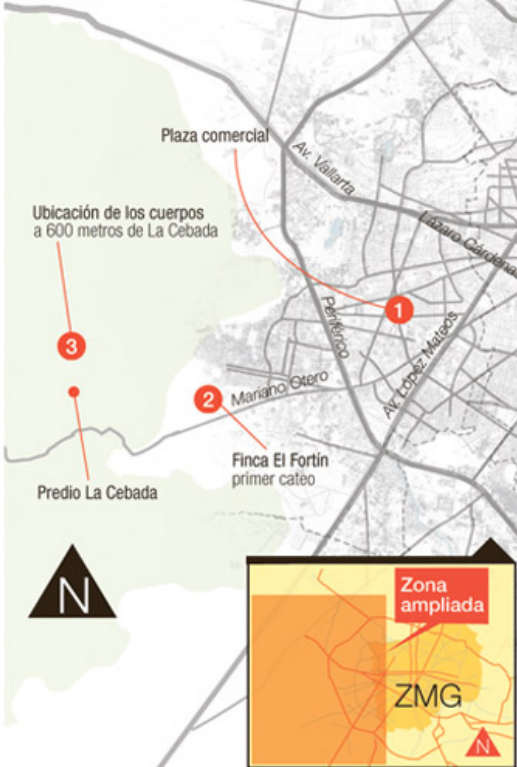 Plaza comercial
Av. Vallarta
Lázaro Cárdenas
Ubicación de los cuerpos
a 600 metros de La Cebada
1
Periférico
Av. López Mateos
3
2
Mariano Otero
Finca El Fortín
primer cateo
Predio La Cebada
N
Zona
ampliada
ZMG
N